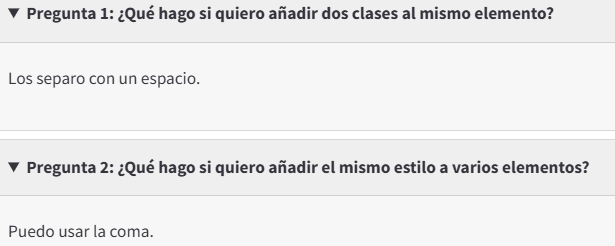 ▼ Pregunta 1: ¿Qué hago si quiero añadir dos clases al mismo elemento?
Los separo con un espacio.
▼ Pregunta 2: ¿Qué hago si quiero añadir el mismo estilo a varios elementos?
Puedo usar la coma.